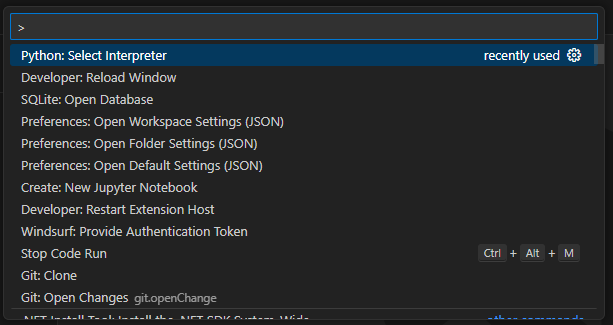 >
Python: Select Interpreter recently used
Developer: Reload Window
SQLite: Open Database
Preferences: Open Workspace Settings (JSON)
Preferences: Open Folder Settings (JSON)
Preferences: Open Default Settings (JSON)
Create: New Jupyter Notebook
Developer: Restart Extension Host
Windsurf: Provide Authentication Token
Stop Code Run Ctrl + Alt + M
Git: Clone
Git: Open Changes git.openChange
.NET Install Tool: Install the .NET SDK System-Wide. other commands